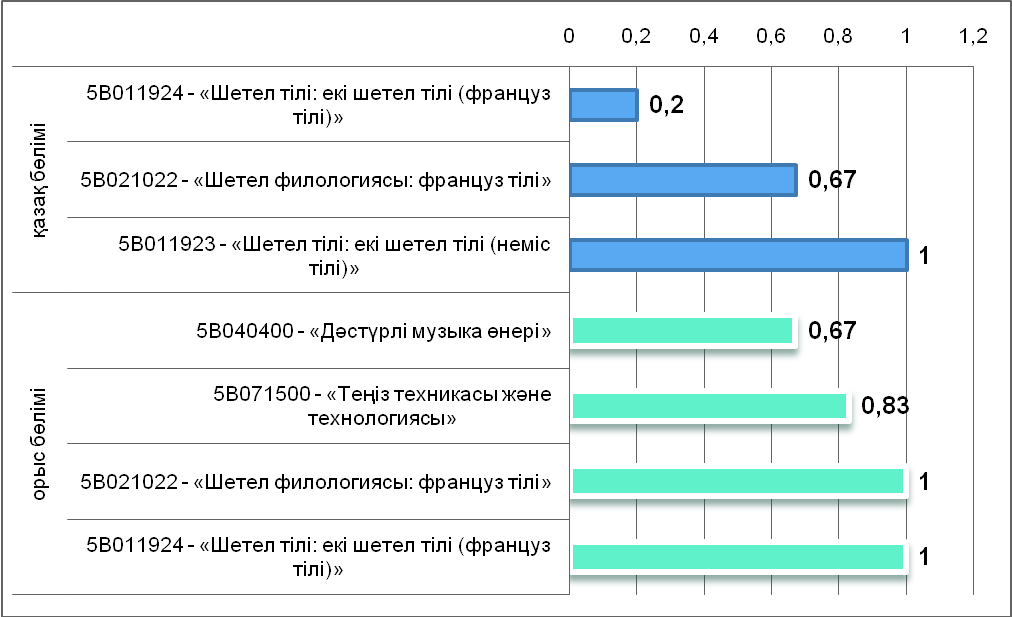 0 0,2 0,4 0,6 0,8 1 1,2
қазақ бөлімі
5В011924 - «Шетел тілі: екі шетел тілі (француз
тілі)»
0,2
5В021022 - «Шетел филологиясы: француз тілі»
0,67
5В011923 - «Шетел тілі: екі шетел тілі (неміс
тілі)»
1
орыс бөлімі
5В040400 - «Дәстүрлі музыка өнері»
0,67
5В071500 - «Теңіз техникасы және
технологиясы»
0,83
5В021022 - «Шетел филологиясы: француз тілі»
1
5В011924 - «Шетел тілі: екі шетел тілі (француз
тілі)»
1